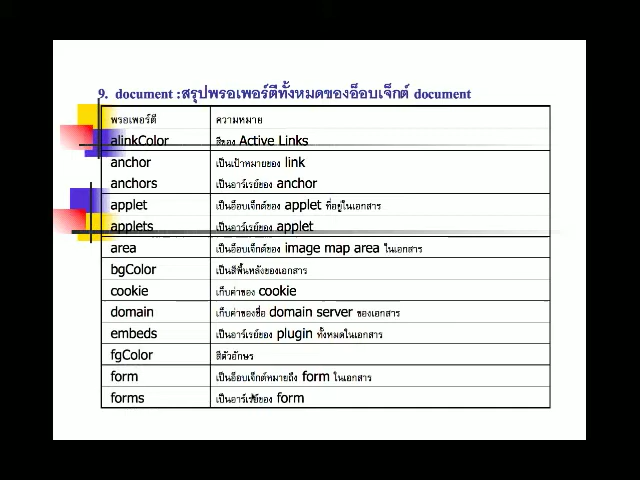 9. document :สรุปพรอเพอร์ตีทั้งหมดของอ็อบเจ็กต์ document
พรอเพอร์ตี ความหมาย
alinkColor สีของ Active Links
anchor เป็นเป้าหมายของ link
anchors เป็นอาร์เรย์ของ anchor
applet เป็นอ็อบเจ็กต์ของ applet ที่อยู่ในเอกสาร
applets เป็นอาร์เรย์ของ applet
area เป็นอ็อบเจ็กต์ของ image map area ในเอกสาร
bgColor เป็นสีพื้นหลังของเอกสาร
cookie เก็บค่าของ cookie
domain เก็บค่าของชื่อ domain server ของเอกสาร
embeds เป็นอาร์เรย์ของ plugin ทั้งหมดในเอกสาร
fgColor สีตัวอักษร
form เป็นอ็อบเจ็กต์หมายถึง form ในเอกสาร
forms เป็นอาร์เรย์ของ form